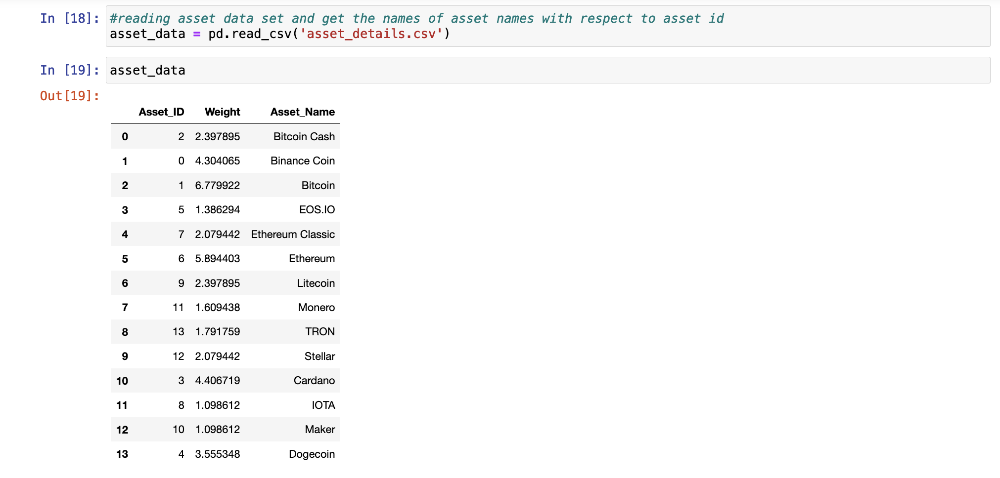 In [18]: #reading asset data set and get the names of asset names with respect to asset id
asset_data = pd.read_csv('asset_details.csv')
In [19]: asset_data
Out[19]:
Asset_ID Weight Asset_Name
0 2 2.397895 Bitcoin Cash
1 0 4.304065 Binance Coin
2 1 6.779922 Bitcoin
3 5 1.386294 EOS.IO
4 7 2.079442 Ethereum Classic
5 6 5.894403 Ethereum
6 9 2.397895 Litecoin
7 11 1.609438 Monero
8 13 1.791759 TRON
9 12 2.079442 Stellar
10 3 4.406719 Cardano
11 8 1.098612 IOTA
12 10 1.098612 Maker
13 4 3.555348 Dogecoin